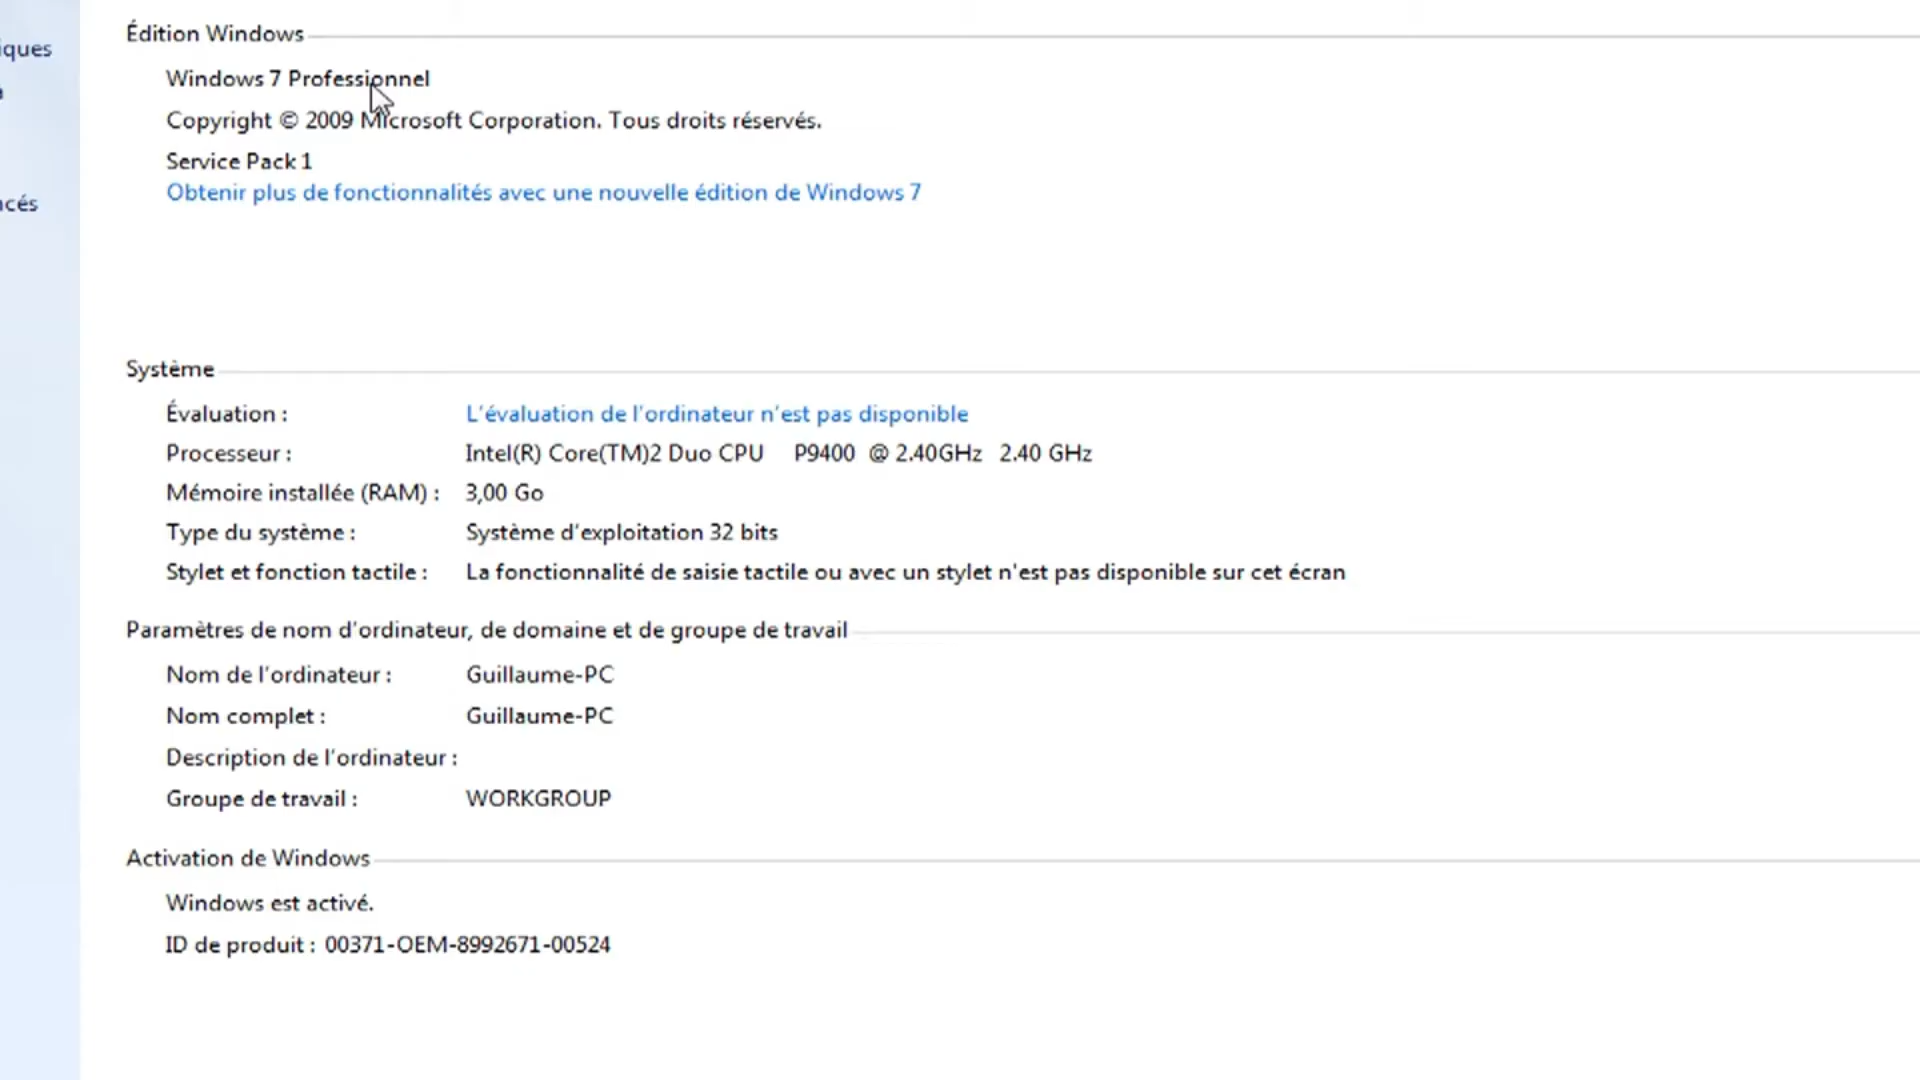 Édition Windows
iques
Windows 7 Professionnel
Copyright © 2009 Microsoft Corporation. Tous droits réservés.
Service Pack 1
Obtenir plus de fonctionnalités avec une nouvelle édition de Windows 7
ncés
Système
Évaluation : L'évaluation de l'ordinateur n'est pas disponible
Processeur : Intel(R) Core(TM)2 Duo CPU P9400 @ 2.40GHz 2.40 GHz
Mémoire installée (RAM) : 3,00 Go
Type du système : Système d'exploitation 32 bits
Stylet et fonction tactile : La fonctionnalité de saisie tactile ou avec un stylet n'est pas disponible sur cet écran
Paramètres de nom d'ordinateur, de domaine et de groupe de travail
Nom de l'ordinateur : Guillaume-PC
Nom complet : Guillaume-PC
Description de l'ordinateur :
Groupe de travail : WORKGROUP
Activation de Windows
Windows est activé.
ID de produit : 00371-OEM-8992671-00524